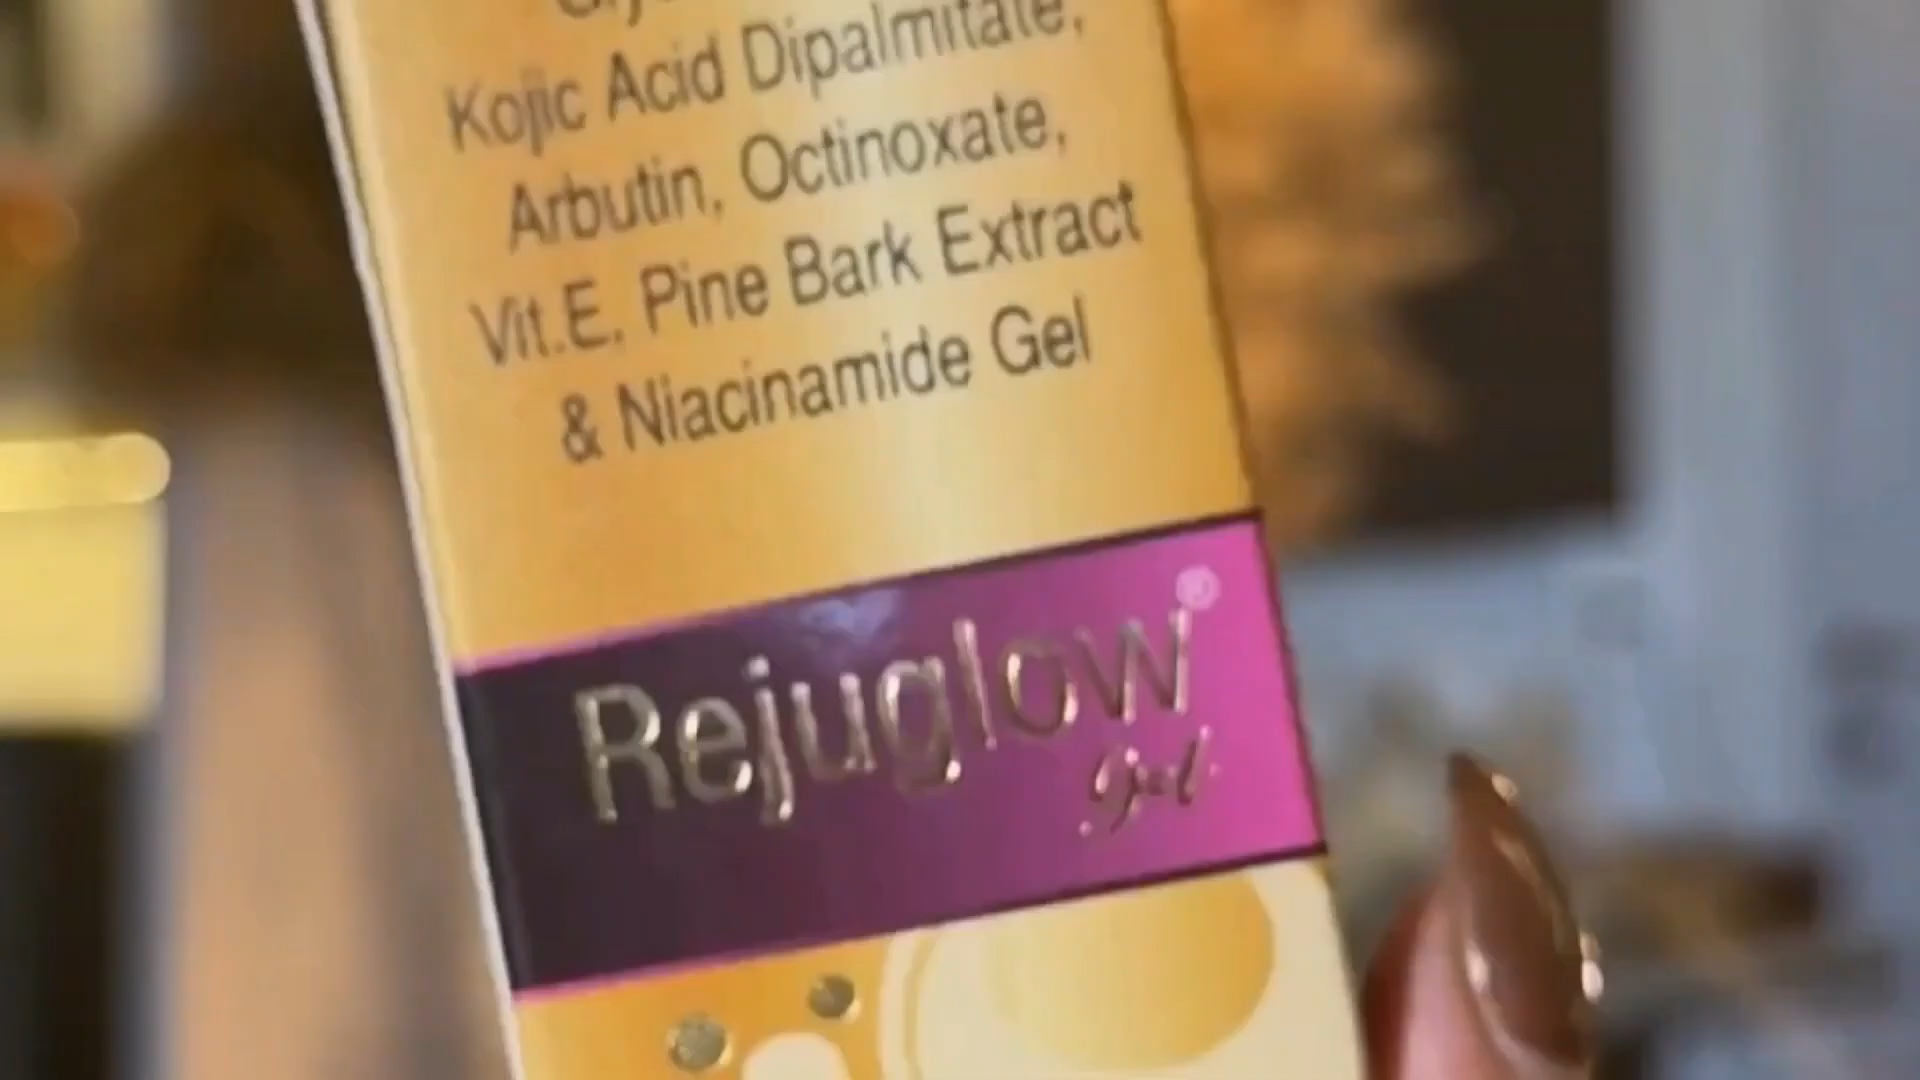 Kojic Acid Dipalmitate,
Arbutin, Octinoxate,
Vit.E. Pine Bark Extract
& Niacinamide Gel
Rejuglow®
Gel